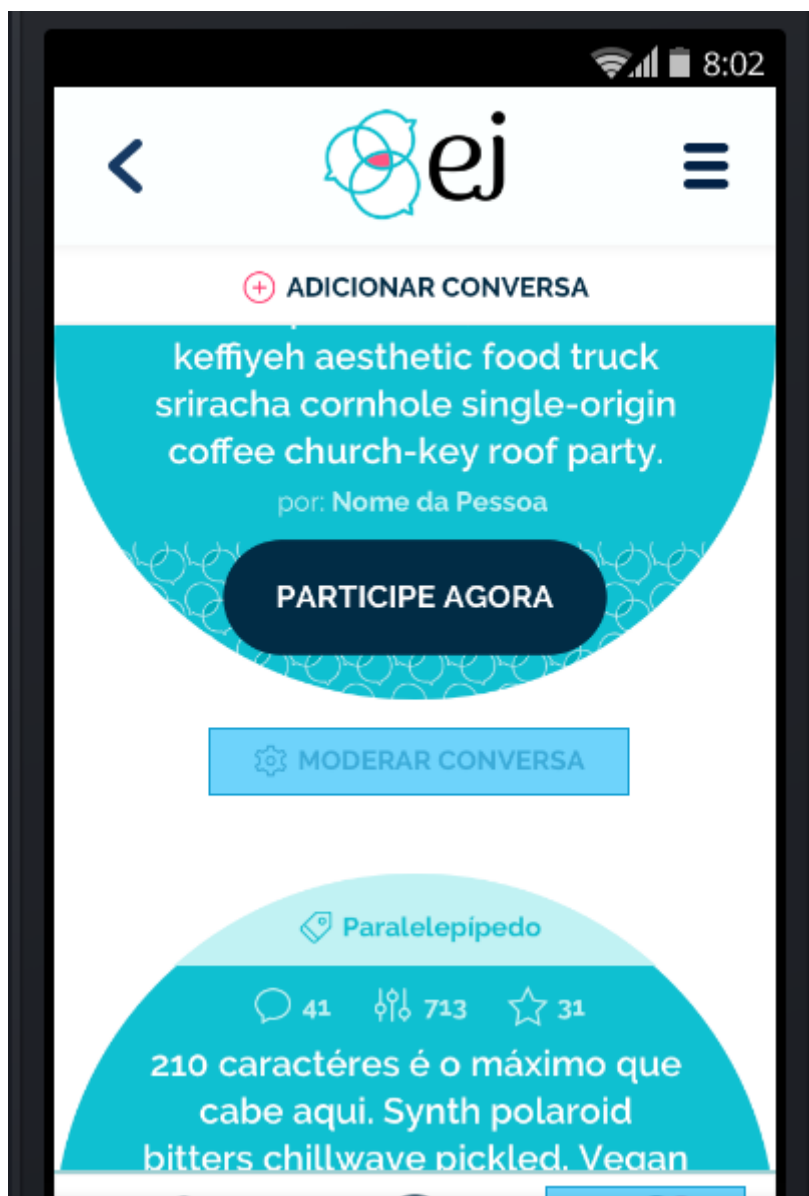 8:02
ej
ADICIONAR CONVERSA
keffiyeh aesthetic food truck
sriracha cornhole single-origin
coffee church-key roof party.
por: Nome da Pessoa
PARTICIPE AGORA
MODERAR CONVERSA
Paralelepípedo
41 713 31
210 caractéres é o máximo que
cabe aqui. Synth polaroid
bitters chillwave pickled. Vegan